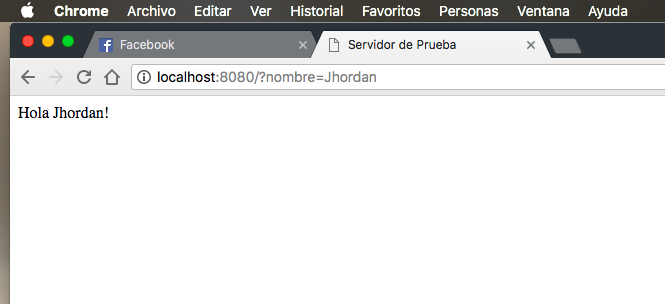 Chrome Archivo Editar Ver Historial Favoritos Personas Ventana Ayuda
Facebook Servidor de Prueba
localhost:8080/?nombre=Jhordan
Hola Jhordan!